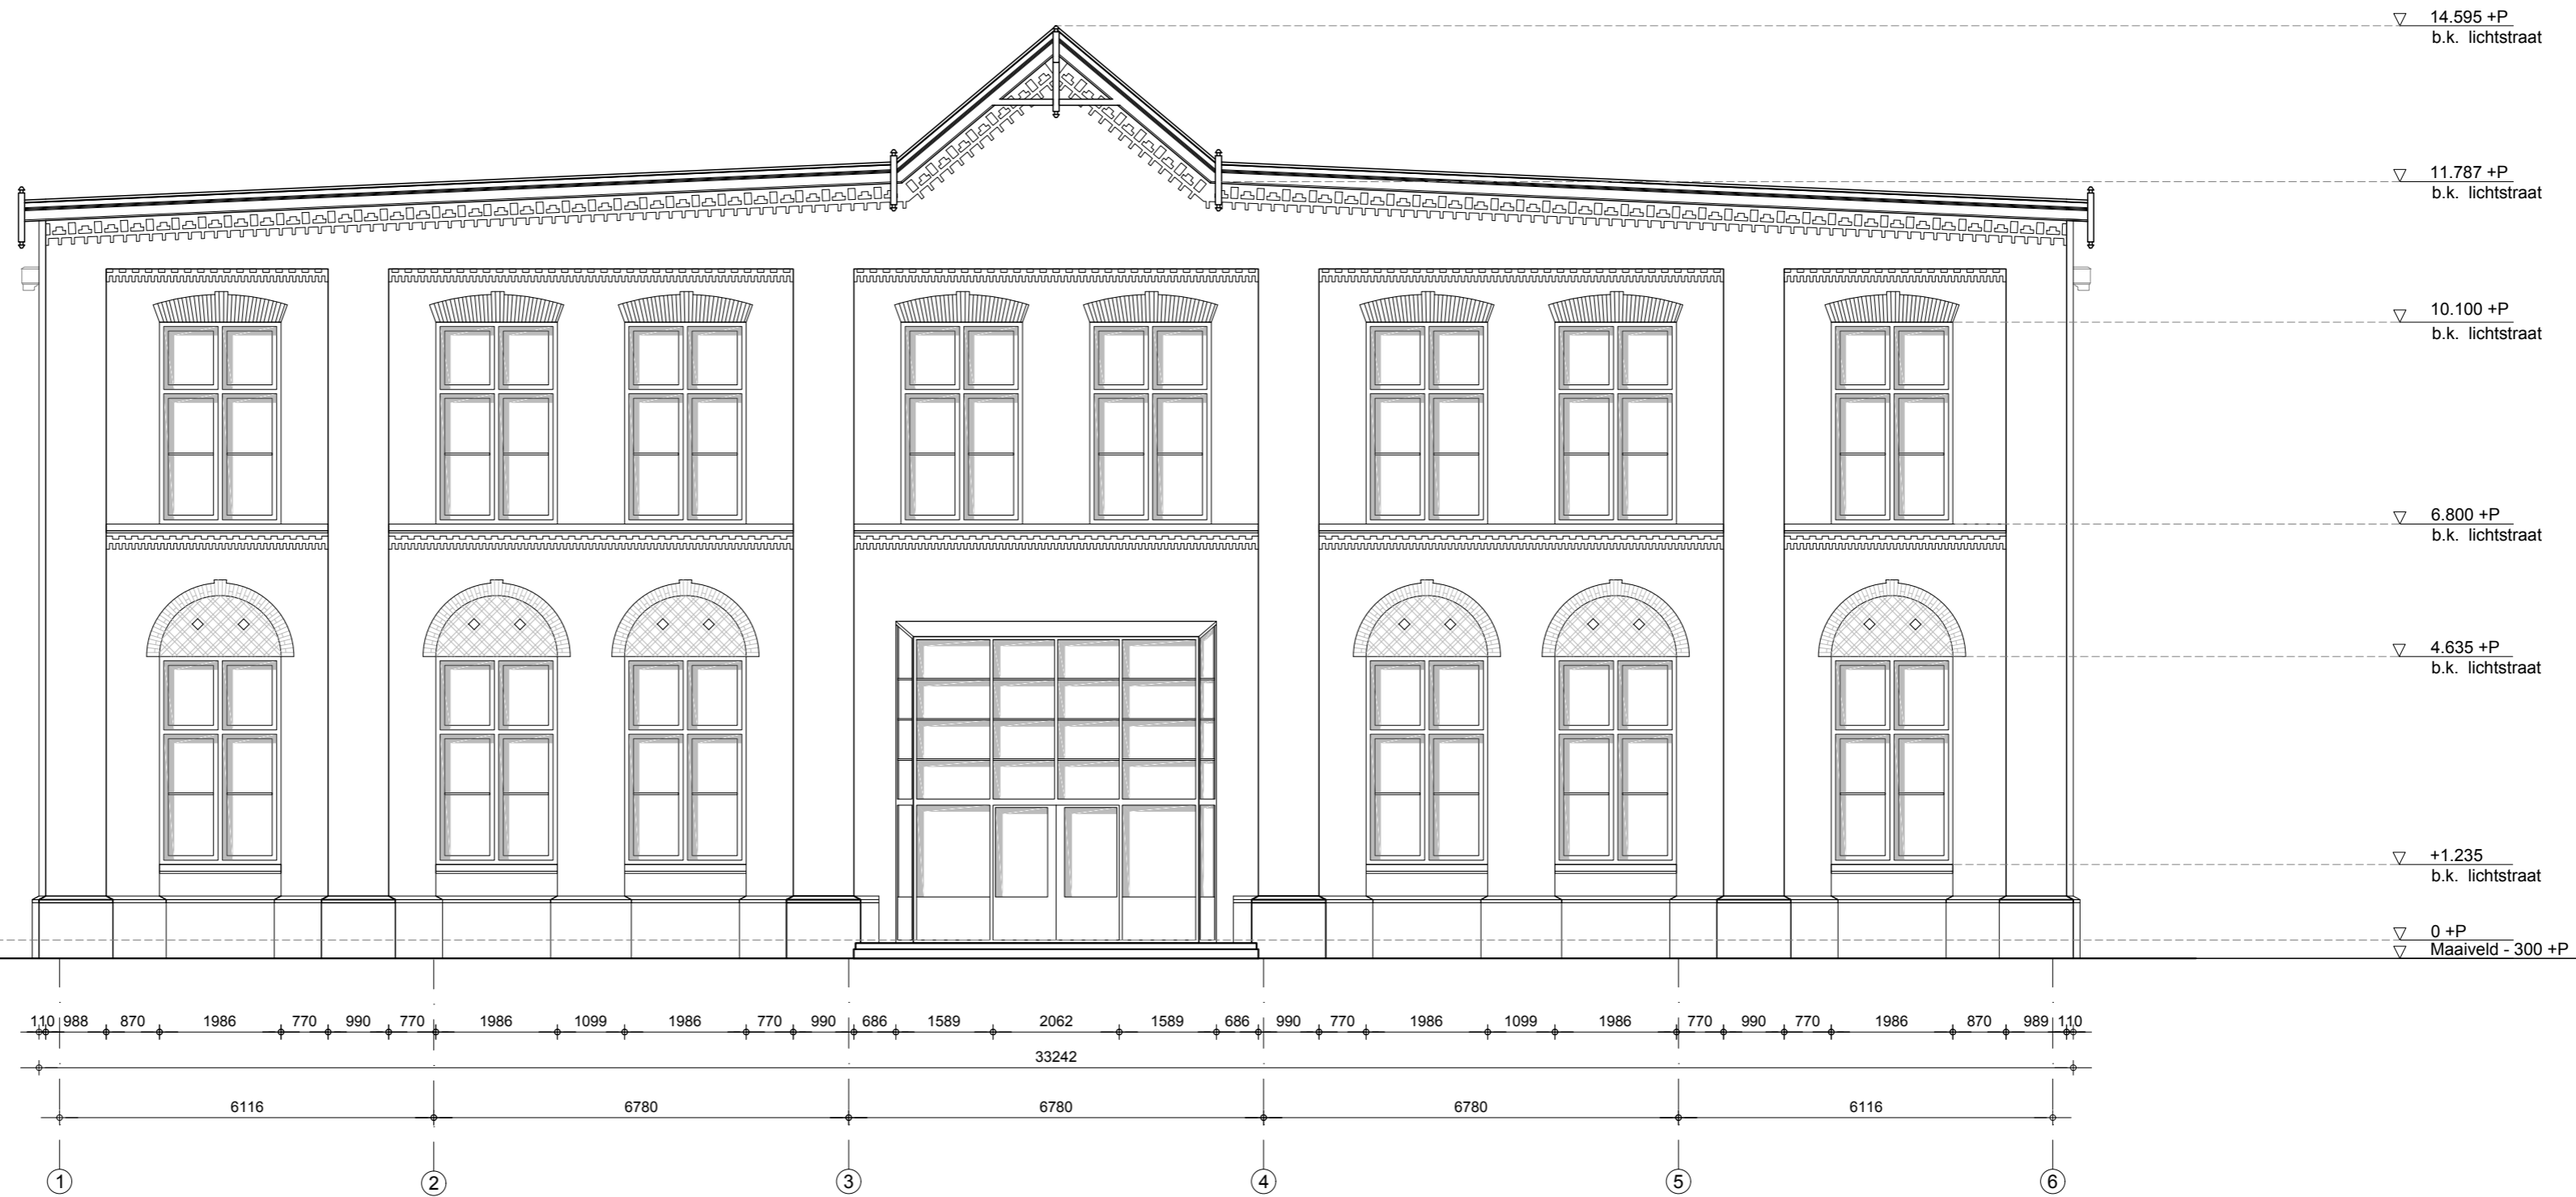 14.595 +P
b.k. lichtstraat
11.787 +P
b.k. lichtstraat
10.100 +P
b.k. lichtstraat
6.800 +P
b.k. lichtstraat
4.635 +P
b.k. lichtstraat
+1.235
b.k. lichtstraat
0 +P
Maaiveld - 300 +P
110 988 870 1986 770 990 770 1986 1099 1986 770 990 686 1589 2062 1589 686 990 770 1986 1099 1986 770 990 770 1986 870 989 110
33242
6116 6780 6780 6780 6116
1 2 3 4 5 6